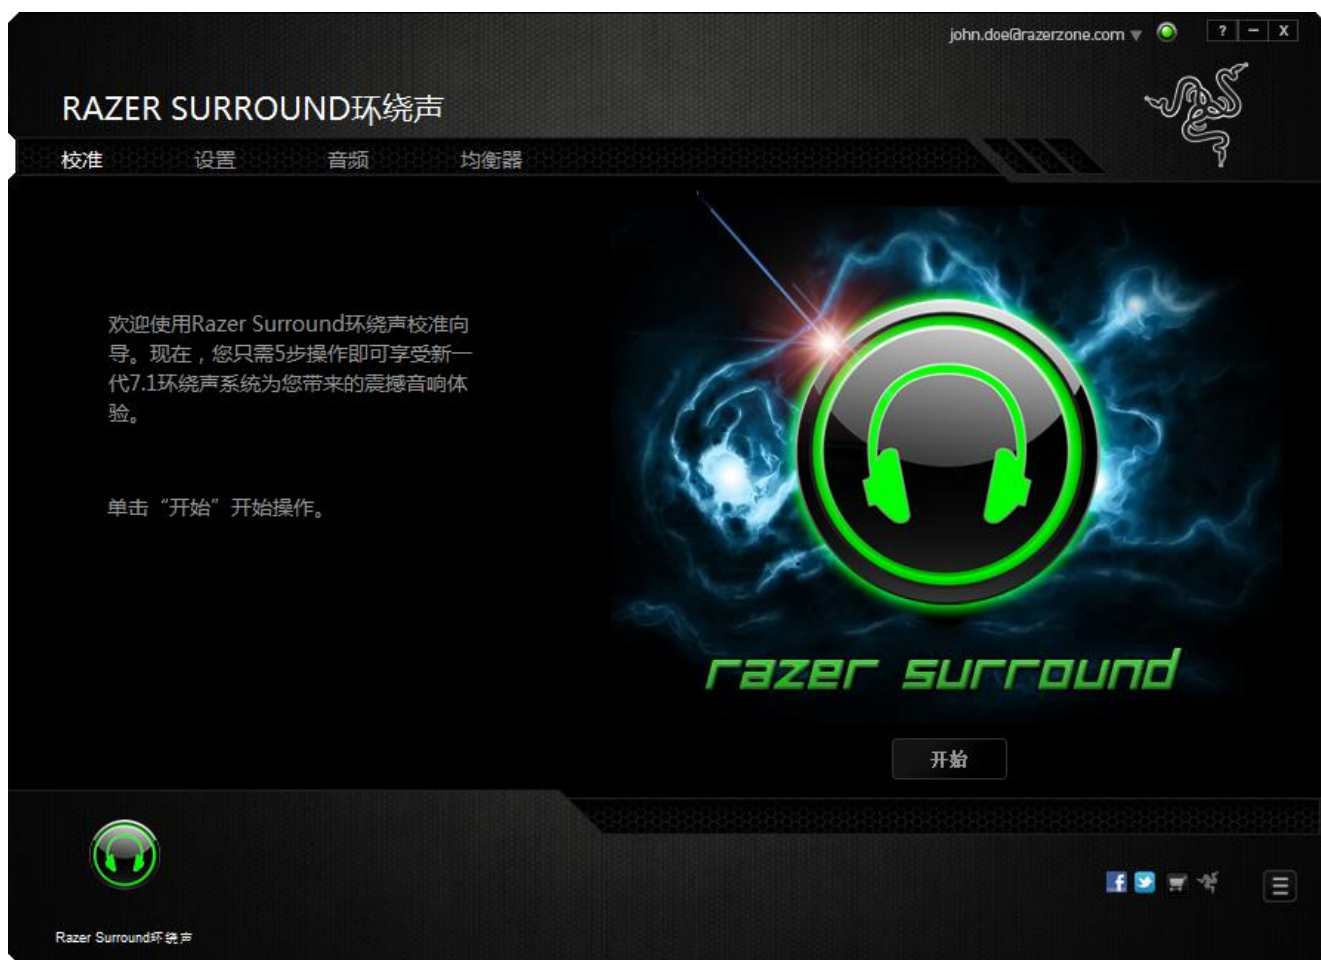 john.doe@razerzone.com
? − X
RAZER SURROUND环绕声
校准 设置 音频 均衡器
欢迎使用Razer Surround环绕声校准向
导。现在，您只需5步操作即可享受新一
代7.1环绕声系统为您带来的震撼音响体
验。
单击“开始”开始操作。
razer surround
开始
Razer Surround环绕声